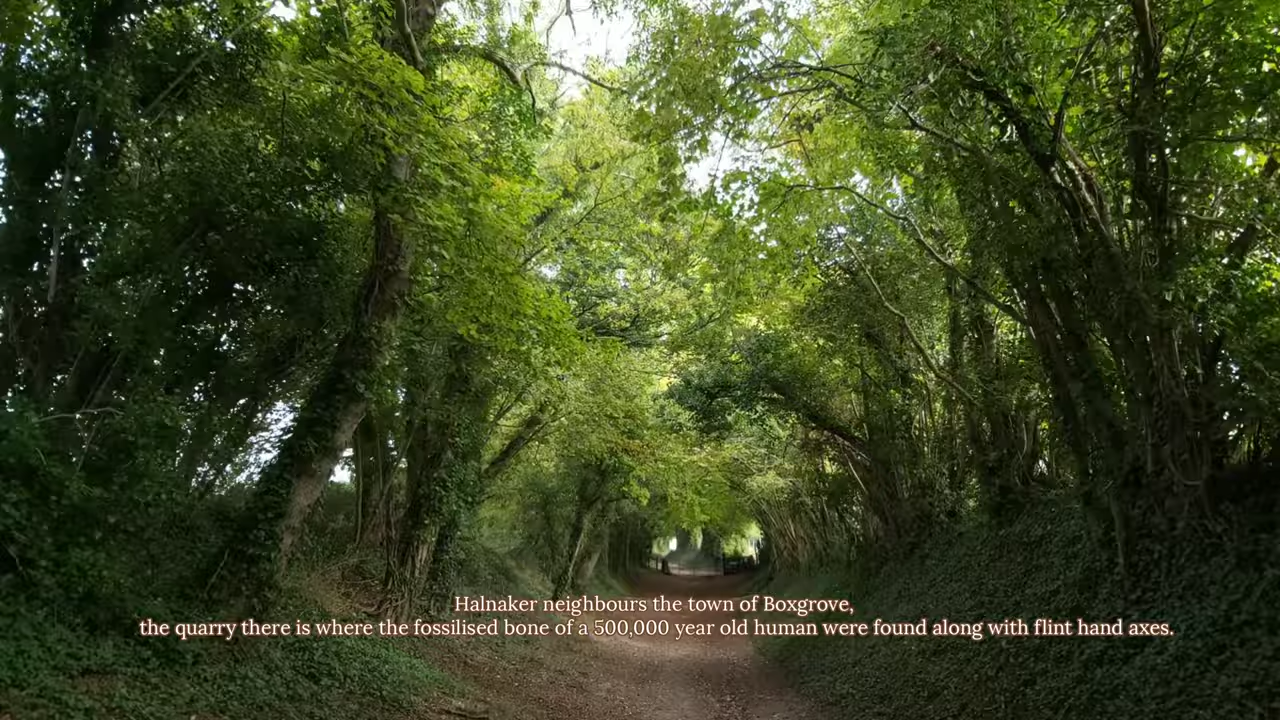 Halnaker neighbours the town of Boxgrove,
the quarry there is where the fossilised bone of a 500,000 year old human were found along with flint hand axes.